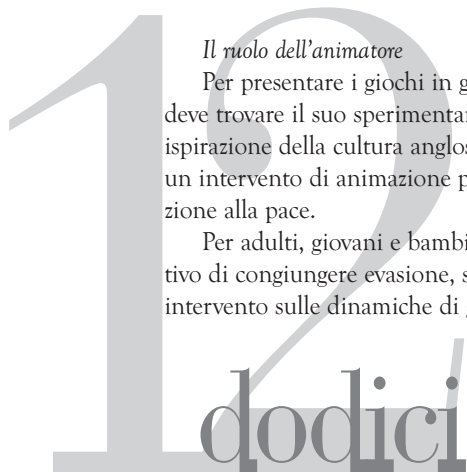 12
Il ruolo dell'animatore
Per presentare i giochi in g
deve trovare il suo sperimentar
ispirazione della cultura anglos
un intervento di animazione p
zione alla pace.
Per adulti, giovani e bambi
tivo di congiungere evasione, s
intervento sulle dinamiche di g
dodici